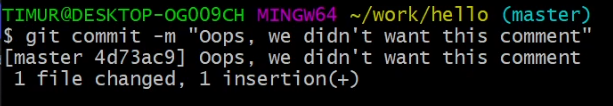 TIMUR@DESKTOP-OG009CH MINGW64 ~/work/hello (master)
$ git commit -m "Oops, we didn't want this comment"
[master 4d73ac9] Oops, we didn't want this comment
 1 file changed, 1 insertion(+)